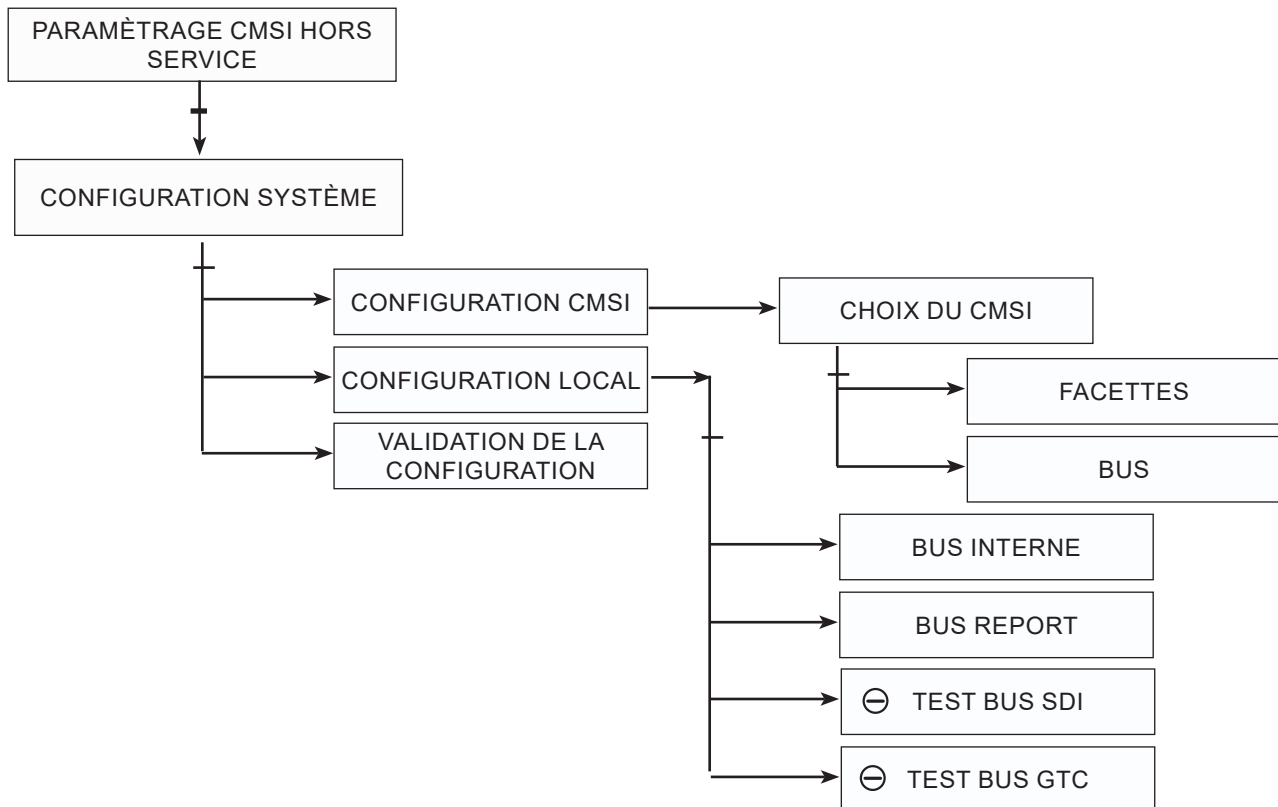 PARAMÈTRAGE CMSI HORS
SERVICE
CONFIGURATION SYSTÈME
CONFIGURATION CMSI
CHOIX DU CMSI
CONFIGURATION LOCAL
FACETTES
VALIDATION DE LA
CONFIGURATION
BUS
BUS INTERNE
BUS REPORT
TEST BUS SDI
TEST BUS GTC